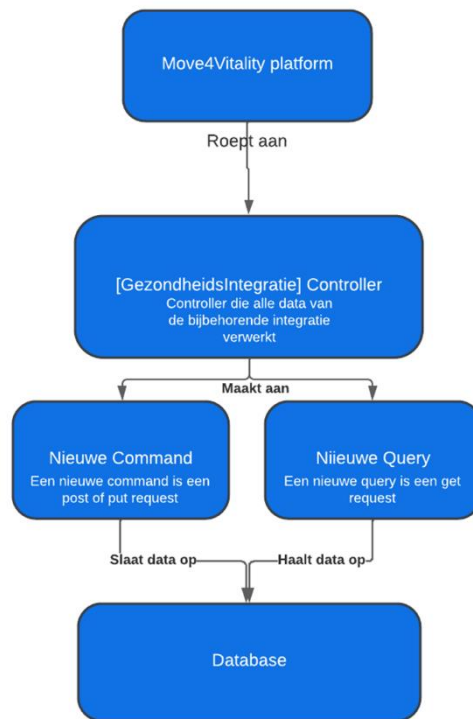 Move4Vitality platform
Roept aan
[GezondheidsIntegratie] Controller
Controller die alle data van
de bijbehorende integratie
verwerkt
Maakt aan
Nieuwe Command
Een nieuwe command is een
post of put request
Niieuwe Query
Een nieuwe query is een get
request
Slaat data op
Haalt data op
Database